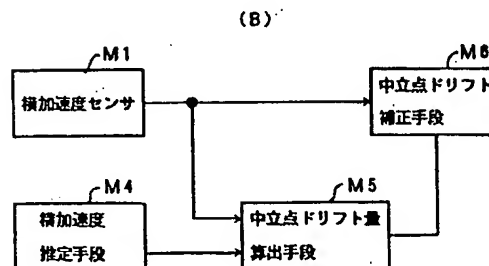 (B)
M1
横加速度センサ
M6
中立点ドリフト
補正手段
M4
横加速度
推定手段
M5
中立点ドリフト量
算出手段